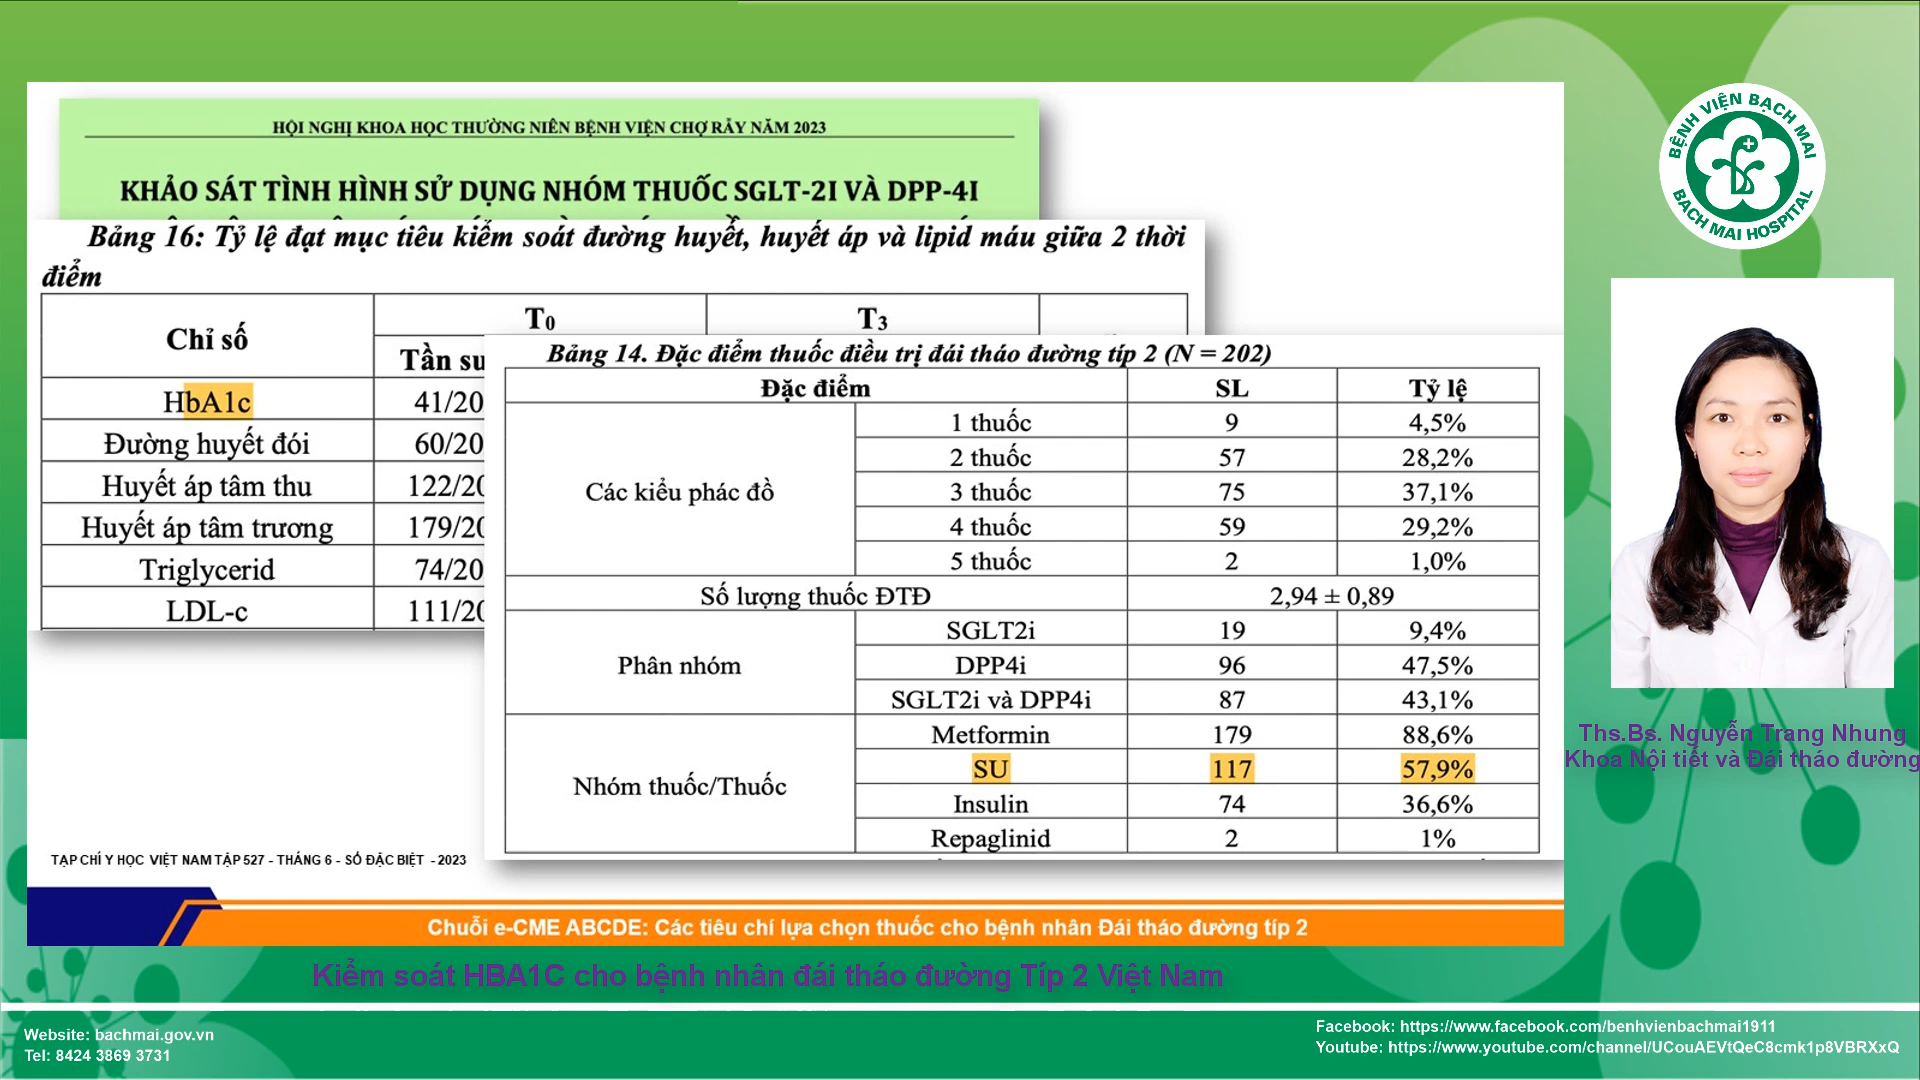 HỘI NGHỊ KHOA HỌC THƯỜNG NIÊN BỆNH VIỆN CHỢ RẪY NĂM 2023
KHẢO SÁT TÌNH HÌNH SỬ DỤNG NHÓM THUỐC SGLT-2I VÀ DPP-4I
Bảng 16: Tỷ lệ đạt mục tiêu kiểm soát đường huyết, huyết áp và lipid máu giữa 2 thời
điểm
Chỉ số T0 T3
Tần su
HbA1c 41/20
Đường huyết đói 60/20
Huyết áp tâm thu 122/20
Huyết áp tâm trương 179/20
Triglycerid 74/20
LDL-c 111/20
Bảng 14. Đặc điểm thuốc điều trị đái tháo đường típ 2 (N = 202)
Đặc điểm SL Tỷ lệ
Các kiểu phác đồ
1 thuốc 9 4,5%
2 thuốc 57 28,2%
3 thuốc 75 37,1%
4 thuốc 59 29,2%
5 thuốc 2 1,0%
Số lượng thuốc ĐTĐ 2,94 ± 0,89
Phân nhóm
SGLT2i 19 9,4%
DPP4i 96 47,5%
SGLT2i và DPP4i 87 43,1%
Nhóm thuốc/Thuốc
Metformin 179 88,6%
SU 117 57,9%
Insulin 74 36,6%
Repaglinid 2 1%
TẠP CHÍ Y HỌC VIỆT NAM TẬP 527 - THÁNG 6 - SỐ ĐẶC BIỆT - 2023
Chuỗi e-CME ABCDE: Các tiêu chí lựa chọn thuốc cho bệnh nhân Đái tháo đường típ 2
BỆNH VIỆN BẠCH MAI
BACH MAI HOSPITAL
Ths.Bs. Nguyễn Trang Nhung
Khoa Nội tiết và Đái tháo đường
Kiểm soát HBA1C cho bệnh nhân đái tháo đường Típ 2 Việt Nam
Website: bachmai.gov.vn
Tel: 8424 3869 3731
Facebook: https://www.facebook.com/benhvienbachmai1911
Youtube: https://www.youtube.com/channel/UCouAEVtQeC8cmk1p8VBRXxQ